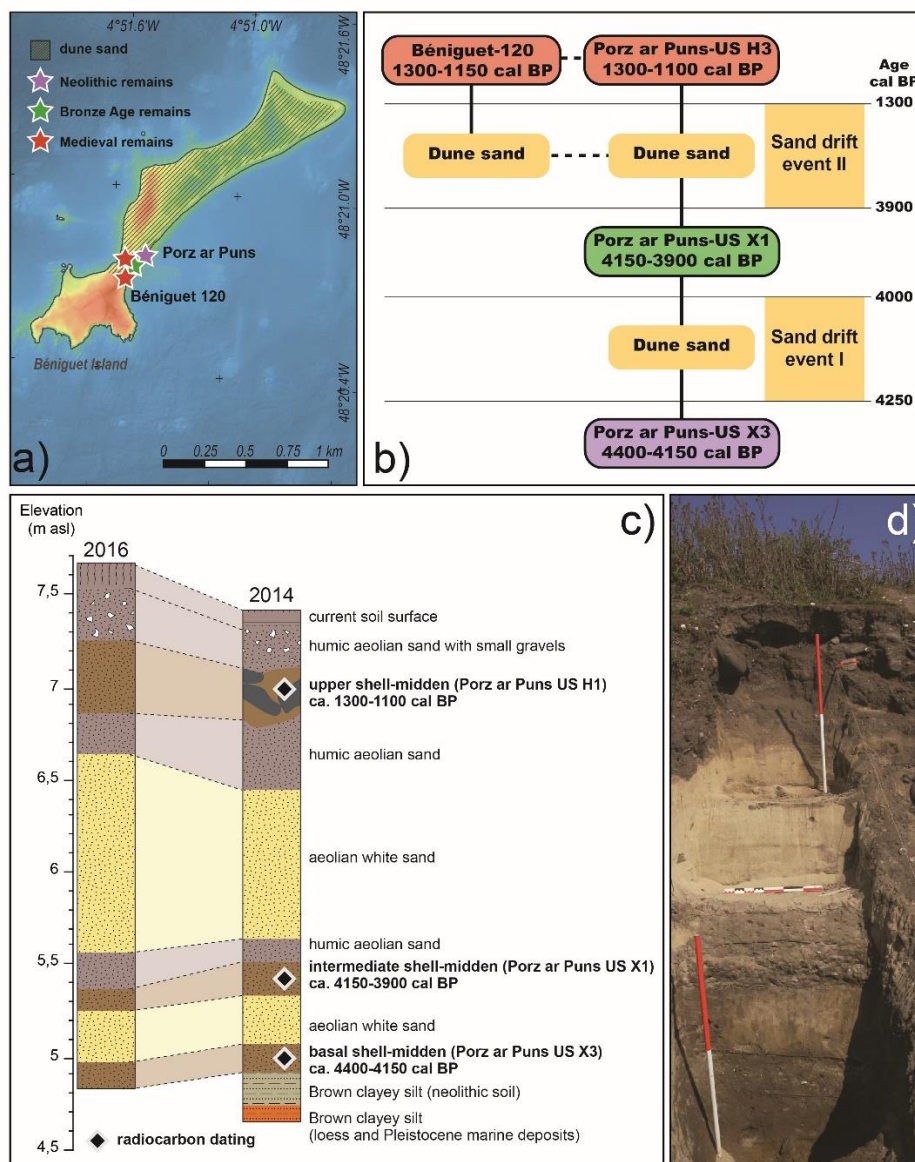 4°51.6'W
4°51.0'W
48°21.6'W
48°21.0'W
48°20.4'W
dune sand
Neolithic remains
Bronze Age remains
Medieval remains
Porz ar Puns
Béniguet 120
Béniguet Island
0 0.25 0.5 0.75 1 km
a)
Béniguet-120
1300-1150 cal BP
Porz ar Puns-US H3
1300-1100 cal BP
Age
cal BP
1300
Dune sand
Dune sand
Sand drift
event II
3900
Porz ar Puns-US X1
4150-3900 cal BP
4000
Dune sand
Sand drift
event I
4250
Porz ar Puns-US X3
4400-4150 cal BP
b)
Elevation
(m asl)
2016
2014
7,5
7
6,5
6
5,5
5
4,5
current soil surface
humic aeolian sand with small gravels
upper shell-midden (Porz ar Puns US H1)
ca. 1300-1100 cal BP
humic aeolian sand
aeolian white sand
humic aeolian sand
intermediate shell-midden (Porz ar Puns US X1)
ca. 4150-3900 cal BP
aeolian white sand
basal shell-midden (Porz ar Puns US X3)
ca. 4400-4150 cal BP
Brown clayey silt (neolithic soil)
Brown clayey silt
(loess and Pleistocene marine deposits)
radiocarbon dating
c)
d)